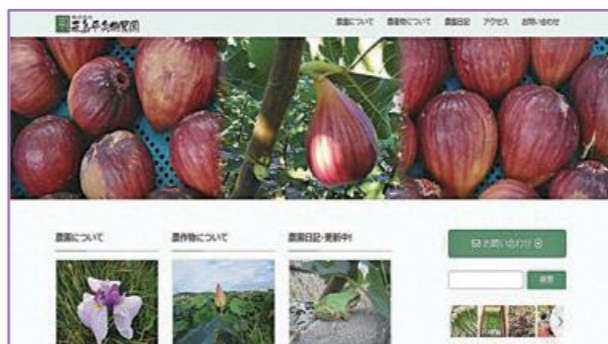 農園について 農産物について 農園日記 アクセス お問い合わせ
農園について
農作物について
農園日記・更新中!!
お問い合わせ
検索